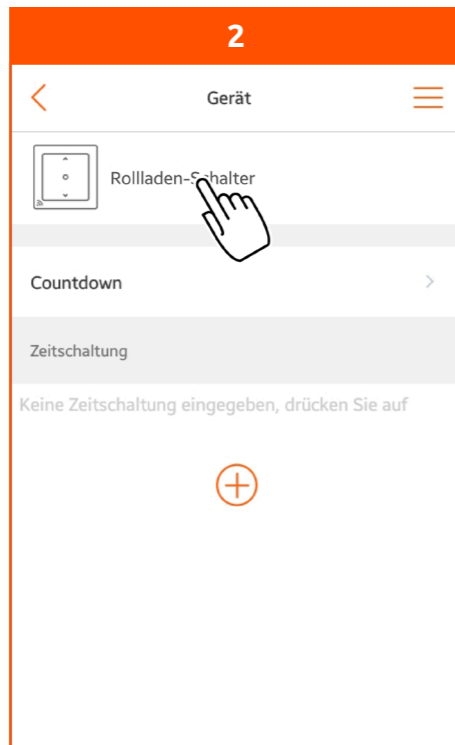 2
Gerät
Rollladen-Schalter
Countdown
Zeitschaltung
Keine Zeitschaltung eingegeben, drücken Sie auf